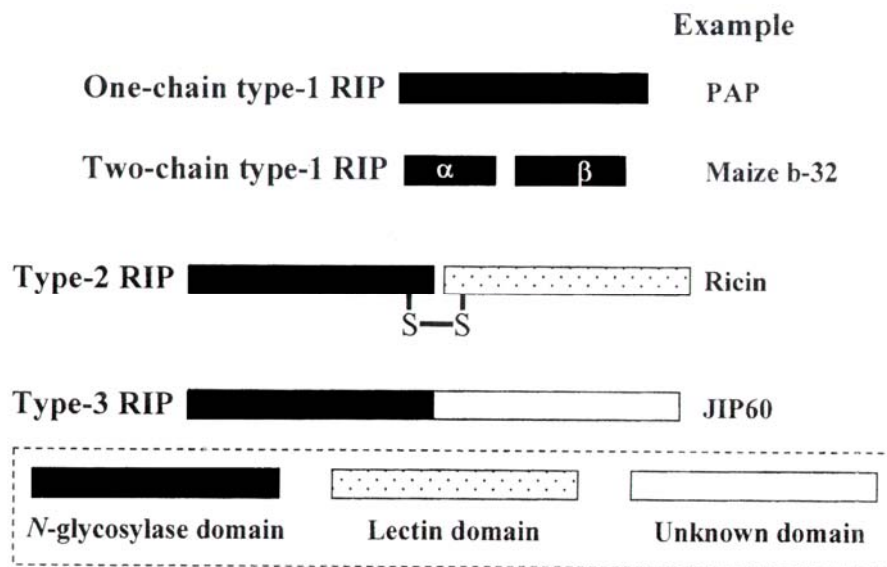 Example
One-chain type-1 RIP PAP
Two-chain type-1 RIP α β Maize b-32
Type-2 RIP Ricin
S S
Type-3 RIP JIP60
N-glycosylase domain Lectin domain Unknown domain